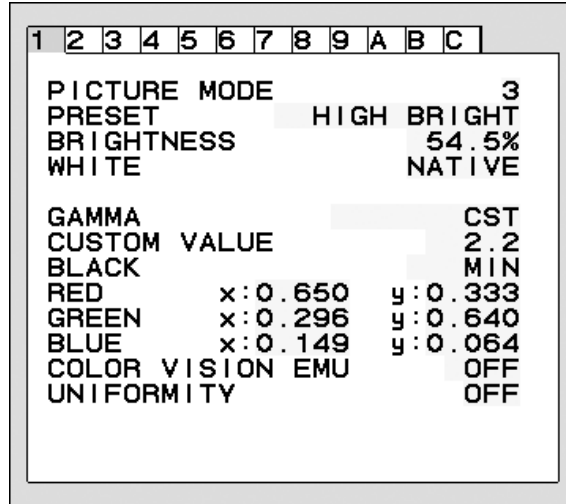 1 2 3 4 5 6 7 8 9 A B C
PICTURE MODE 3
PRESET HIGH BRIGHT
BRIGHTNESS 54.5%
WHITE NATIVE
GAMMA CST
CUSTOM VALUE 2.2
BLACK MIN
RED x:0.650 y:0.333
GREEN x:0.296 y:0.640
BLUE x:0.149 y:0.064
COLOR VISION EMU OFF
UNIFORMITY OFF